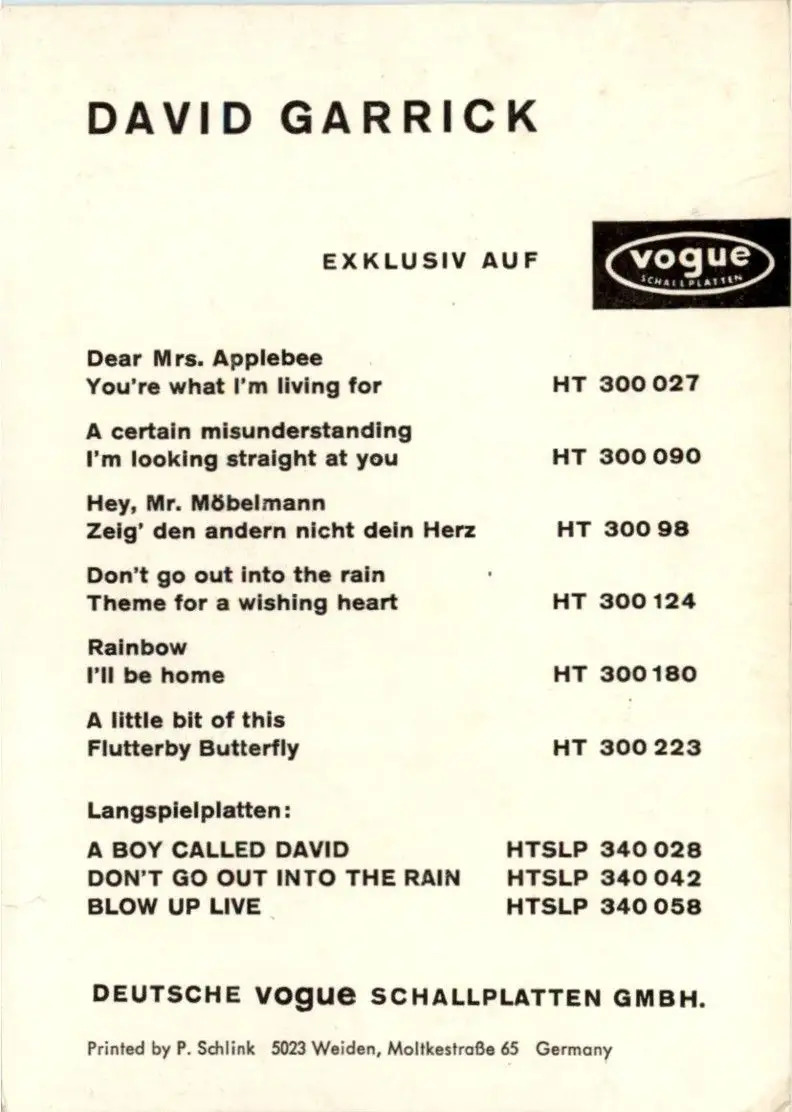 DAVID GARRICK
EXKLUSIV AUF
vogue
SCHALLPLATTEN
Dear Mrs. Applebee
You're what I'm living for HT 300 027
A certain misunderstanding
I'm looking straight at you HT 300 090
Hey, Mr. Möbelmann
Zeig' den andern nicht dein Herz HT 300 98
Don't go out into the rain
Theme for a wishing heart HT 300 124
Rainbow
I'll be home HT 300 180
A little bit of this
Flutterby Butterfly HT 300 223
Langspielplatten:
A BOY CALLED DAVID HTSLP 340 028
DON'T GO OUT INTO THE RAIN HTSLP 340 042
BLOW UP LIVE HTSLP 340 058
DEUTSCHE vogue SCHALLPLATTEN GMBH.
Printed by P. Schlink 5023 Weiden, Moltkestraße 65 Germany